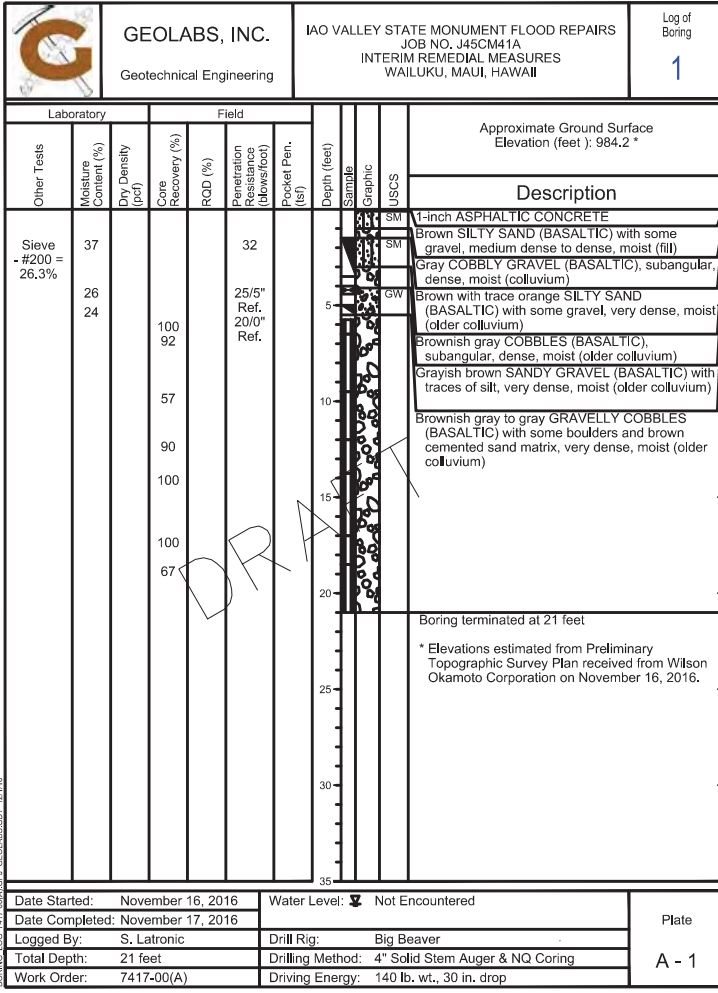 G
GEOLABS, INC.
Geotechnical Engineering
IAO VALLEY STATE MONUMENT FLOOD REPAIRS
JOB NO. J45CM41A
INTERIM REMEDIAL MEASURES
WAILUKU, MAUI, HAWAII
Log of
Boring
1
Laboratory
Field
Other Tests
Moisture
Content (%)
Dry Density
(pcf)
Core
Recovery (%)
RQD (%)
Penetration
Resistance
(blows/foot)
Pocket Pen.
(tsf)
Depth (feet)
Sample
Graphic
USCS
Approximate Ground Surface
Elevation (feet ): 984.2 *
Description
Sieve
- #200 =
26.3%
37
26
24
100
92
57
90
100
100
67
32
25/5"
Ref.
20/0"
Ref.
5
10
15
20
25
30
35
SM
SM
GW
1-inch ASPHALTIC CONCRETE
Brown SILTY SAND (BASALTIC) with some
gravel, medium dense to dense, moist (fill)
Gray COBBLY GRAVEL (BASALTIC), subangular,
dense, moist (colluvium)
Brown with trace orange SILTY SAND
(BASALTIC) with some gravel, very dense, moist
(older colluvium)
Brownish gray COBBLES (BASALTIC),
subangular, dense, moist (older colluvium)
Grayish brown SANDY GRAVEL (BASALTIC) with
traces of silt, very dense, moist (older colluvium)
Brownish gray to gray GRAVELLY COBBLES
(BASALTIC) with some boulders and brown
cemented sand matrix, very dense, moist (older
colluvium)
DRAFT
Boring terminated at 21 feet
* Elevations estimated from Preliminary
Topographic Survey Plan received from Wilson
Okamoto Corporation on November 16, 2016.
Date Started: November 16, 2016
Date Completed: November 17, 2016
Logged By: S. Latronic
Total Depth: 21 feet
Work Order: 7417-00(A)
Water Level: Not Encountered
Drill Rig: Big Beaver
Drilling Method: 4" Solid Stem Auger & NQ Coring
Driving Energy: 140 lb. wt., 30 in. drop
Plate
A - 1